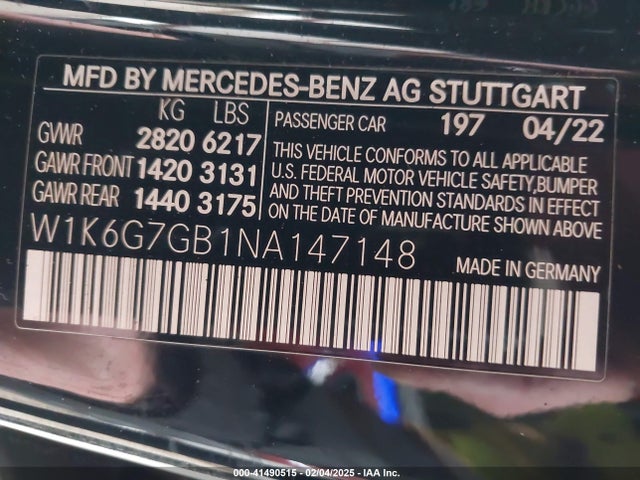 MFD BY MERCEDES-BENZ AG STUTTGART
KG LBS
GVWR 2820 6217
GAWR FRONT 1420 3131
GAWR REAR 1440 3175
PASSENGER CAR 197 04/22
THIS VEHICLE CONFORMS TO ALL APPLICABLE
U.S. FEDERAL MOTOR VEHICLE SAFETY, BUMPER
AND THEFT PREVENTION STANDARDS IN EFFECT
ON THE DATE OF MANUFACTURE SHOWN ABOVE
W1K6G7GB1NA147148
MADE IN GERMANY
000-41490515 - 02/04/2025 - IAA Inc.